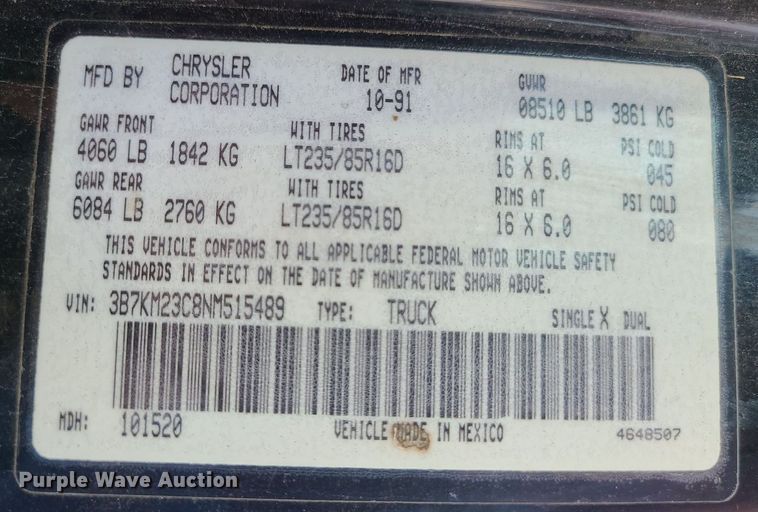 MFD BY CHRYSLER CORPORATION DATE OF MFR 10-91 GVWR 08510 LB 3861 KG
GAWR FRONT WITH TIRES RIMS AT PSI COLD
4060 LB 1842 KG LT235/85R16D 16 X 6.0 045
GAWR REAR WITH TIRES RIMS AT PSI COLD
6084 LB 2760 KG LT235/85R16D 16 X 6.0 080
THIS VEHICLE CONFORMS TO ALL APPLICABLE FEDERAL MOTOR VEHICLE SAFETY
STANDARDS IN EFFECT ON THE DATE OF MANUFACTURE SHOWN ABOVE.
VIN: 3B7KM23C8NM515489 TYPE: TRUCK SINGLE X DUAL
MDH: 101520 VEHICLE MADE IN MEXICO 4648507
Purple Wave Auction